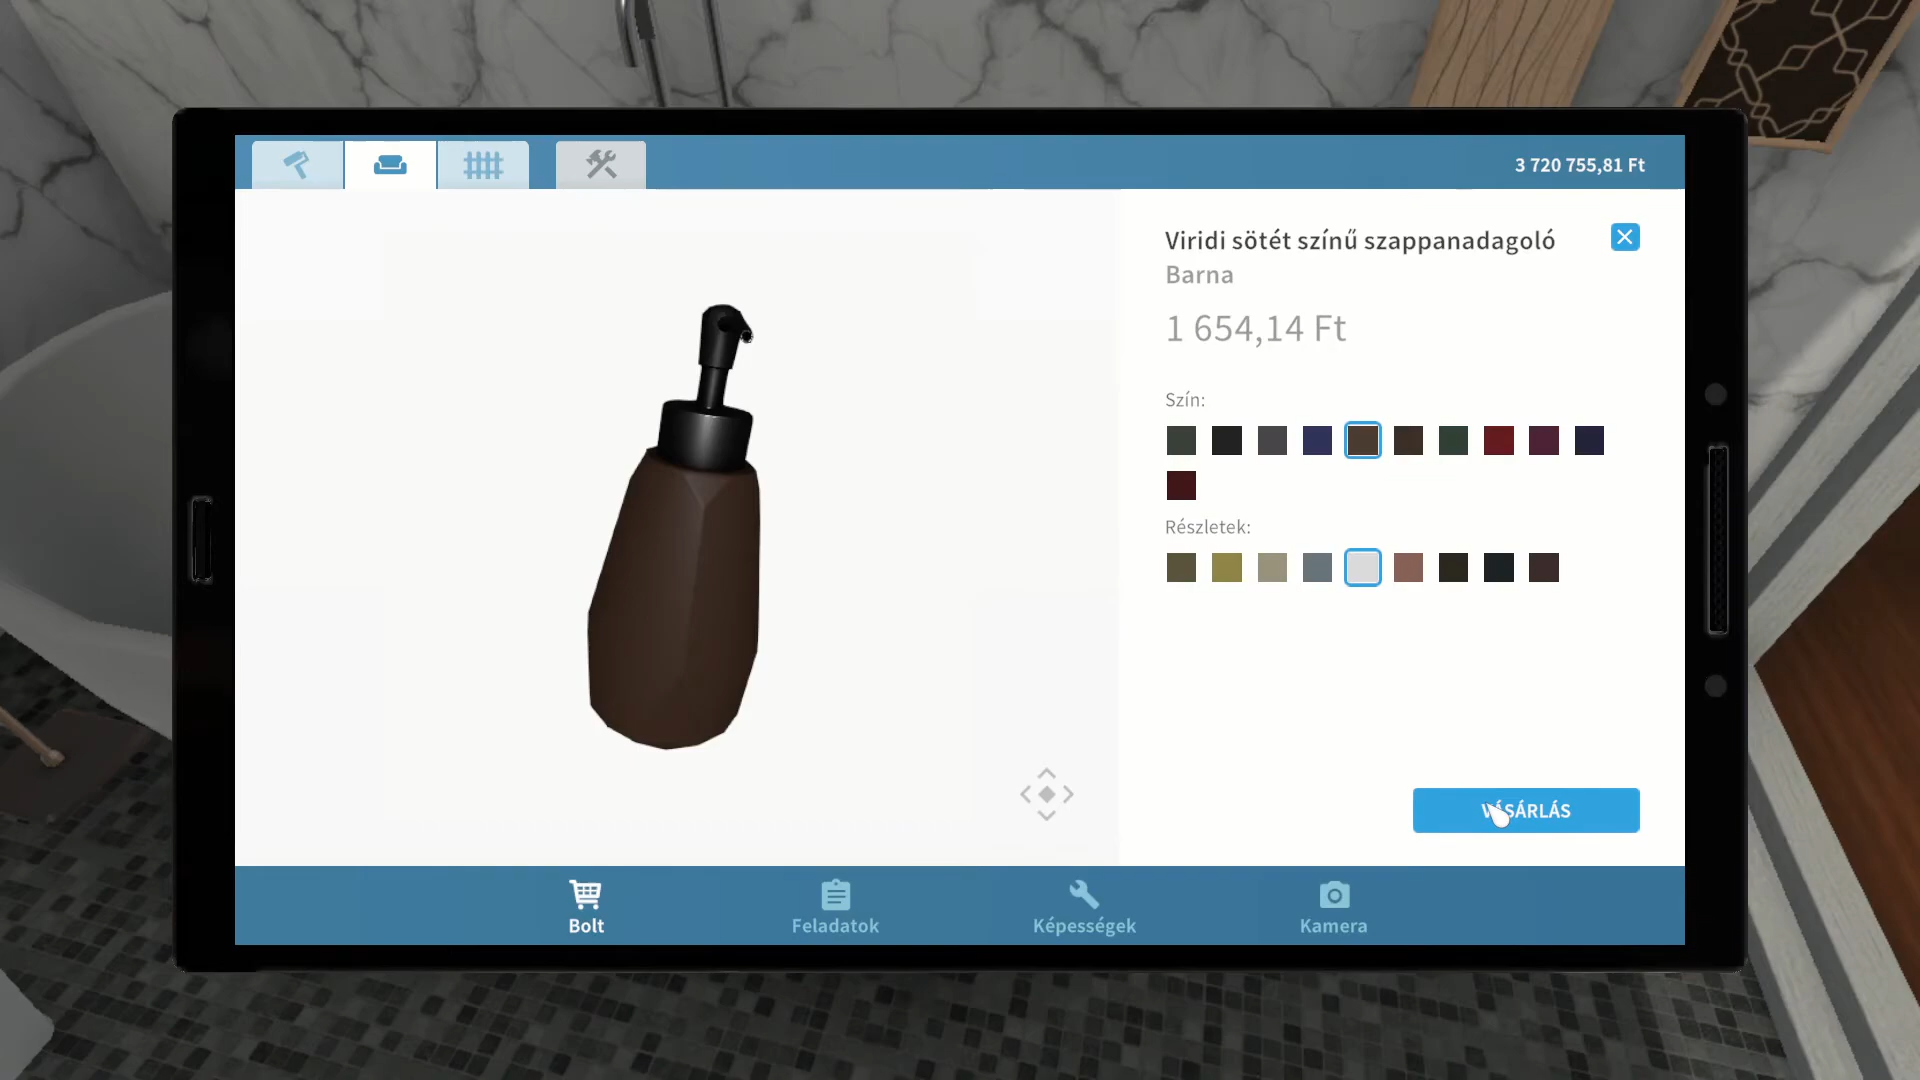 3 720 755,81 Ft
Viridi sötét színű szappanadagoló
Barna
1 654,14 Ft
Szín:
Részletek:
VÁSÁRLÁS
Bolt
Feladatok
Képességek
Kamera